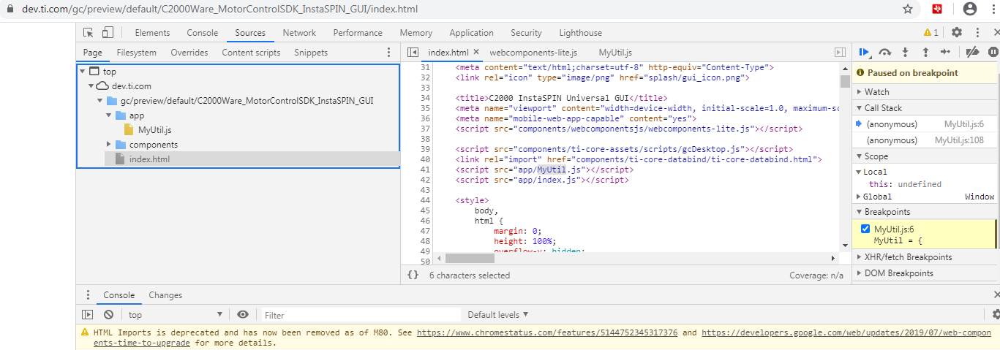 dev.ti.com/gc/preview/default/C2000Ware_MotorControlSDK_InstaSPIN_GUI/index.html
Elements Console Sources Network Performance Memory Application Security Lighthouse 1
Page Filesystem Overrides Content scripts Snippets
index.html webcomponents-lite.js MyUtil.js
top
dev.ti.com
gc/preview/default/C2000Ware_MotorControlSDK_InstaSPIN_GUI
app
MyUtil.js
components
index.html
31 <meta content="text/html;charset=utf-8" http-equiv="Content-Type">
32 <link rel="icon" type="image/png" href="splash/gui_icon.png">
33
34 <title>C2000 InstaSPIN Universal GUI</title>
35 <meta name="viewport" content="width=device-width, initial-scale=1.0, maximum-sc
36 <meta name="mobile-web-app-capable" content="yes">
37 <script src="components/webcomponentsjs/webcomponents-lite.js"></script>
38
39 <script src="components/ti-core-assets/scripts/gcDesktop.js"></script>
40 <link rel="import" href="components/ti-core-databind/ti-core-databind.html">
41 <script src="app/MyUtil.js"></script>
42 <script src="app/index.js"></script>
43
44 <style>
45 body,
46 html {
47 margin: 0;
48 height: 100%;
49 overflow-y: hidden;
50
{} 6 characters selected Coverage: n/a
Paused on breakpoint
Watch
Call Stack
(anonymous) MyUtil.js:6
(anonymous) MyUtil.js:108
Scope
Local
this: undefined
Global Window
Breakpoints
MyUtil.js:6
MyUtil = {
XHR/fetch Breakpoints
DOM Breakpoints
Console Changes
top Filter Default levels
HTML Imports is deprecated and has now been removed as of M80. See https://www.chromestatus.com/features/5144752345317376 and https://developers.google.com/web/updates/2019/07/web-compon
ents-time-to-upgrade for more details.